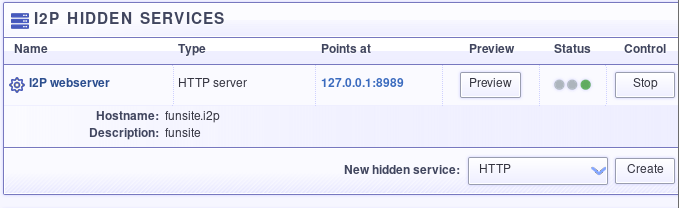 I2P HIDDEN SERVICES
Name Type Points at Preview Status Control
I2P webserver HTTP server 127.0.0.1:8989 Preview Stop
Hostname: funsite.i2p
Description: funsite
New hidden service: HTTP Create